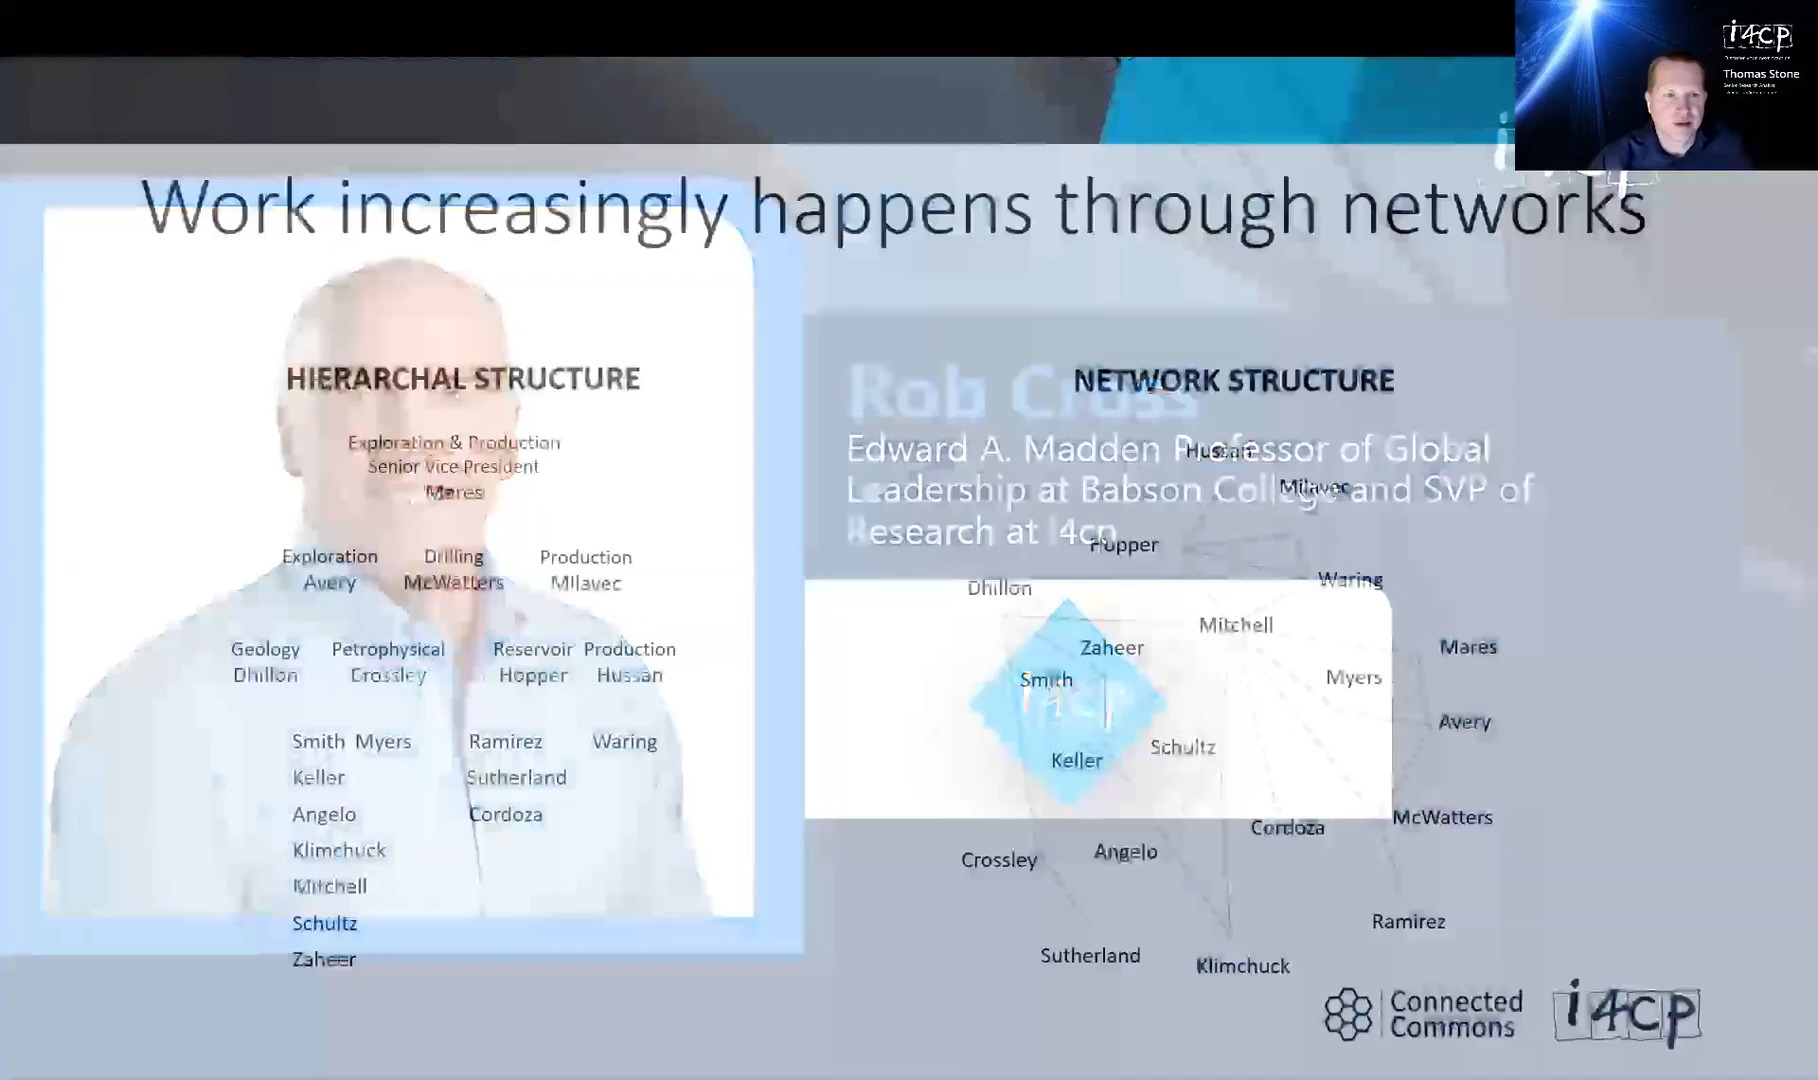 i4cp
Thomas Stone
Work increasingly happens through networks
Rob Cross
Edward A. Madden Professor of Global
Leadership at Babson College and SVP of
Research at i4cp
HIERARCHAL STRUCTURE
Exploration & Production
Senior Vice President
Mares
Exploration Drilling Production
Avery McWatters Milavec
Geology Petrophysical Reservoir Production
Dhillon Crossley Hopper Hussan
Smith Myers Ramirez Waring
Keller Sutherland
Angelo Cordoza
Klimchuck
Mitchell
Schultz
Zaheer
NETWORK STRUCTURE
Hussan
Milavec
Hopper
Waring
Dhillon
Mitchell
Zaheer
Mares
Smith
Myers
Avery
Schultz
Keller
McWatters
Cordoza
Angelo
Crossley
Ramirez
Sutherland
Klimchuck
i4cp
Connected
Commons
i4cp